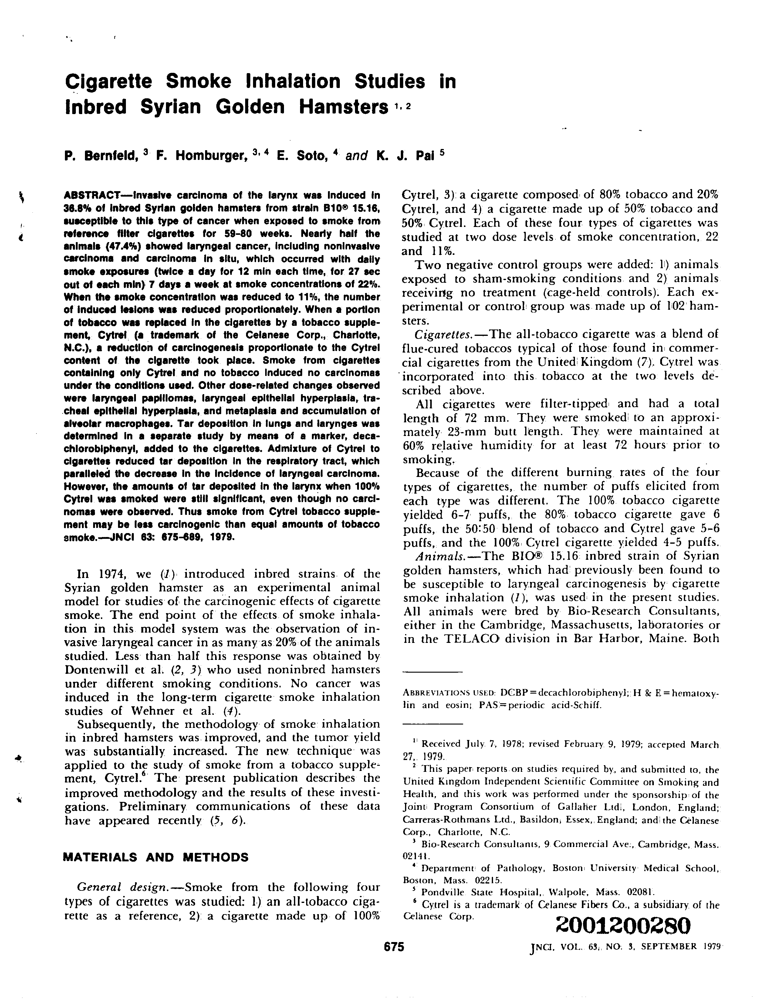 Cigarette Smoke Inhalation Studies in
Inbred Syrian Golden Hamsters 1, 2
P. Bernfeld, 3 F. Homburger, 3, 4 E. Soto, 4 and K. J. Pai 5
ABSTRACT—Invasive carcinoma of the larynx was induced in
36.8% of inbred Syrian golden hamsters from strain B10® 15.16,
susceptible to this type of cancer when exposed to smoke from
reference filter cigarettes for 59-80 weeks. Nearly half the
animals (47.4%) showed laryngeal cancer, including noninvasive
carcinoma and carcinoma in situ, which occurred with daily
smoke exposures (twice a day for 12 min each time, for 27 sec
out of each min) 7 days a week at smoke concentrations of 22%.
When the smoke concentration was reduced to 11%, the number
of induced lesions was reduced proportionately. When a portion
of tobacco was replaced in the cigarettes by a tobacco supple-
ment, Cytrel (a trademark of the Celanese Corp., Charlotte,
N.C.), a reduction of carcinogenesis proportionate to the Cytrel
content of the cigarette took place. Smoke from cigarettes
containing only Cytrel and no tobacco induced no carcinomas
under the conditions used. Other dose-related changes observed
were laryngeal papillomas, laryngeal epithelial hyperplasia, tra-
cheal epithelial hyperplasia, and metaplasia and accumulation of
alveolar macrophages. Tar deposition in lungs and larynges was
determined in a separate study by means of a marker, deca-
chlorobiphenyl, added to the cigarettes. Admixture of Cytrel to
cigarettes reduced tar deposition in the respiratory tract, which
paralleled the decrease in the incidence of laryngeal carcinoma.
However, the amounts of tar deposited in the larynx when 100%
Cytrel was smoked were still significant, even though no carci-
nomas were observed. Thus smoke from Cytrel tobacco supple-
ment may be less carcinogenic than equal amounts of tobacco
smoke.—JNCI 63: 675-689, 1979.
In 1974, we (1) introduced inbred strains of the
Syrian golden hamster as an experimental animal
model for studies of the carcinogenic effects of cigarette
smoke. The end point of the effects of smoke inhala-
tion in this model system was the observation of in-
vasive laryngeal cancer in as many as 20% of the animals
studied. Less than half this response was obtained by
Dontenwill et al. (2, 3) who used noninbred hamsters
under different smoking conditions. No cancer was
induced in the long-term cigarette smoke inhalation
studies of Wehner et al. (4).
Subsequently, the methodology of smoke inhalation
in inbred hamsters was improved, and the tumor yield
was substantially increased. The new technique was
applied to the study of smoke from a tobacco supple-
ment, Cytrel.6 The present publication describes the
improved methodology and the results of these investi-
gations. Preliminary communications of these data
have appeared recently (5, 6).
MATERIALS AND METHODS
General design.—Smoke from the following four
types of cigarettes was studied: 1) an all-tobacco ciga-
rette as a reference, 2) a cigarette made up of 100%
Cytrel, 3) a cigarette composed of 80% tobacco and 20%
Cytrel, and 4) a cigarette made up of 50% tobacco and
50% Cytrel. Each of these four types of cigarettes was
studied at two dose levels of smoke concentration, 22
and 11%.
Two negative control groups were added: 1) animals
exposed to sham-smoking conditions and 2) animals
receiving no treatment (cage-held controls). Each ex-
perimental or control group was made up of 102 ham-
sters.
Cigarettes.—The all-tobacco cigarette was a blend of
flue-cured tobaccos typical of those found in commer-
cial cigarettes from the United Kingdom (7). Cytrel was
incorporated into this tobacco at the two levels de-
scribed above.
All cigarettes were filter-tipped and had a total
length of 72 mm. They were smoked to an approxi-
mately 23-mm butt length. They were maintained at
60% relative humidity for at least 72 hours prior to
smoking.
Because of the different burning rates of the four
types of cigarettes, the number of puffs elicited from
each type was different. The 100% tobacco cigarette
yielded 6-7 puffs, the 80% tobacco cigarette gave 6
puffs, the 50:50 blend of tobacco and Cytrel gave 5-6
puffs, and the 100% Cytrel cigarette yielded 4-5 puffs.
Animals.—The BIO® 15.16 inbred strain of Syrian
golden hamsters, which had previously been found to
be susceptible to laryngeal carcinogenesis by cigarette
smoke inhalation (1), was used in the present studies.
All animals were bred by Bio-Research Consultants,
either in the Cambridge, Massachusetts, laboratories or
in the TELACO division in Bar Harbor, Maine. Both
ABBREVIATIONS USED: DCBP=decachlorobiphenyl; H & E=hematoxy-
lin and eosin; PAS=periodic acid-Schiff.
1 Received July 7, 1978; revised February 9, 1979; accepted March
27, 1979.
2 This paper reports on studies required by, and submitted to, the
United Kingdom Independent Scientific Committee on Smoking and
Health, and this work was performed under the sponsorship of the
Joint Program Consortium of Gallaher Ltd., London, England;
Carreras-Rothmans Ltd., Basildon, Essex, England; and the Celanese
Corp., Charlotte, N.C.
3 Bio-Research Consultants, 9 Commercial Ave., Cambridge, Mass.
02141.
4 Department of Pathology, Boston University Medical School,
Boston, Mass. 02215.
5 Pondville State Hospital, Walpole, Mass. 02081.
6 Cytrel is a trademark of Celanese Fibers Co., a subsidiary of the
Celanese Corp.
2001200280
675
JNCI, VOL. 63, NO. 3, SEPTEMBER 1979